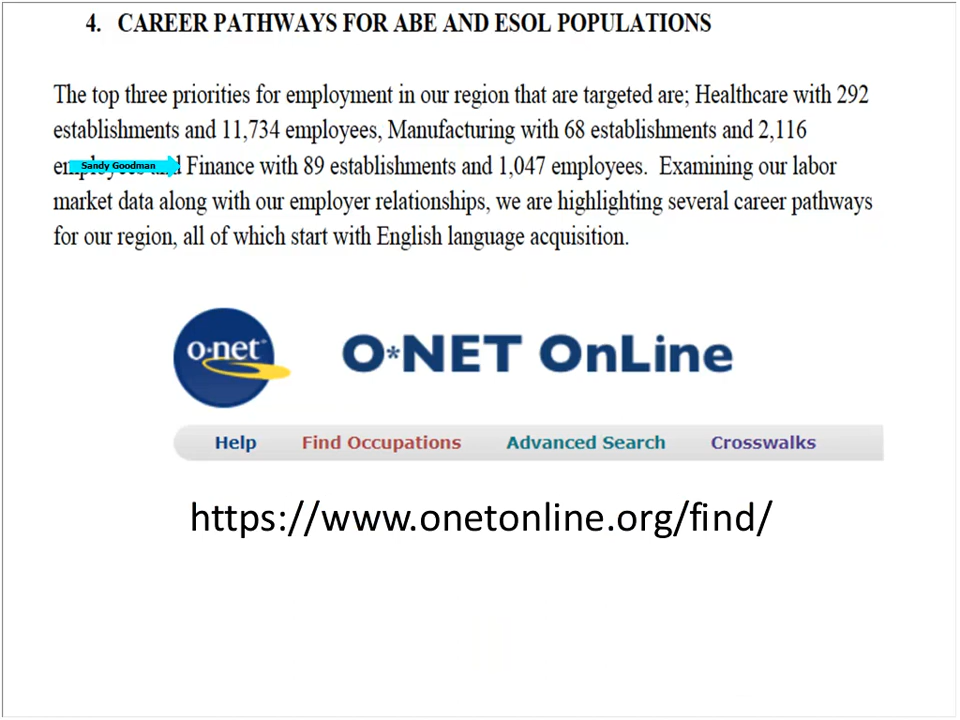 4. CAREER PATHWAYS FOR ABE AND ESOL POPULATIONS
The top three priorities for employment in our region that are targeted are; Healthcare with 292
establishments and 11,734 employees, Manufacturing with 68 establishments and 2,116
Sandy Goodman
Finance with 89 establishments and 1,047 employees. Examining our labor
market data along with our employer relationships, we are highlighting several career pathways
for our region, all of which start with English language acquisition.
o·net®
O*NET OnLine
Help Find Occupations Advanced Search Crosswalks
https://www.onetonline.org/find/